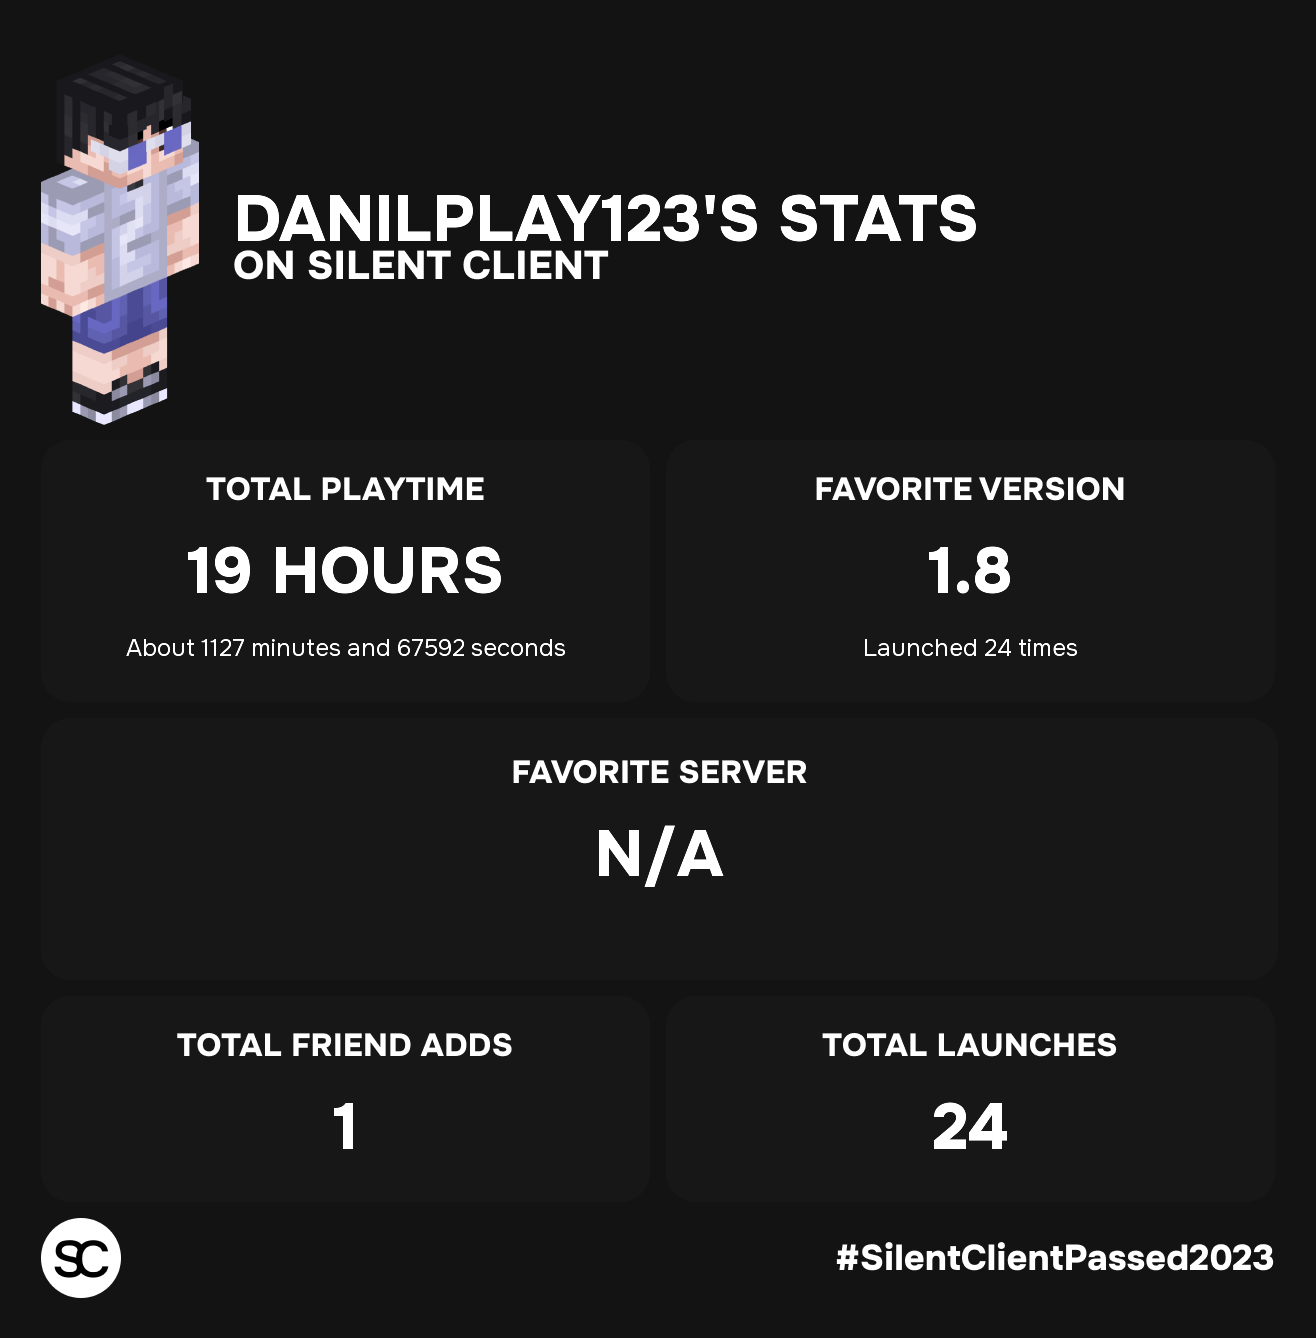 DANILPLAY123'S STATS
ON SILENT CLIENT
TOTAL PLAYTIME
19 HOURS
About 1127 minutes and 67592 seconds
FAVORITE VERSION
1.8
Launched 24 times
FAVORITE SERVER
N/A
TOTAL FRIEND ADDS
1
TOTAL LAUNCHES
24
SC
#SilentClientPassed2023